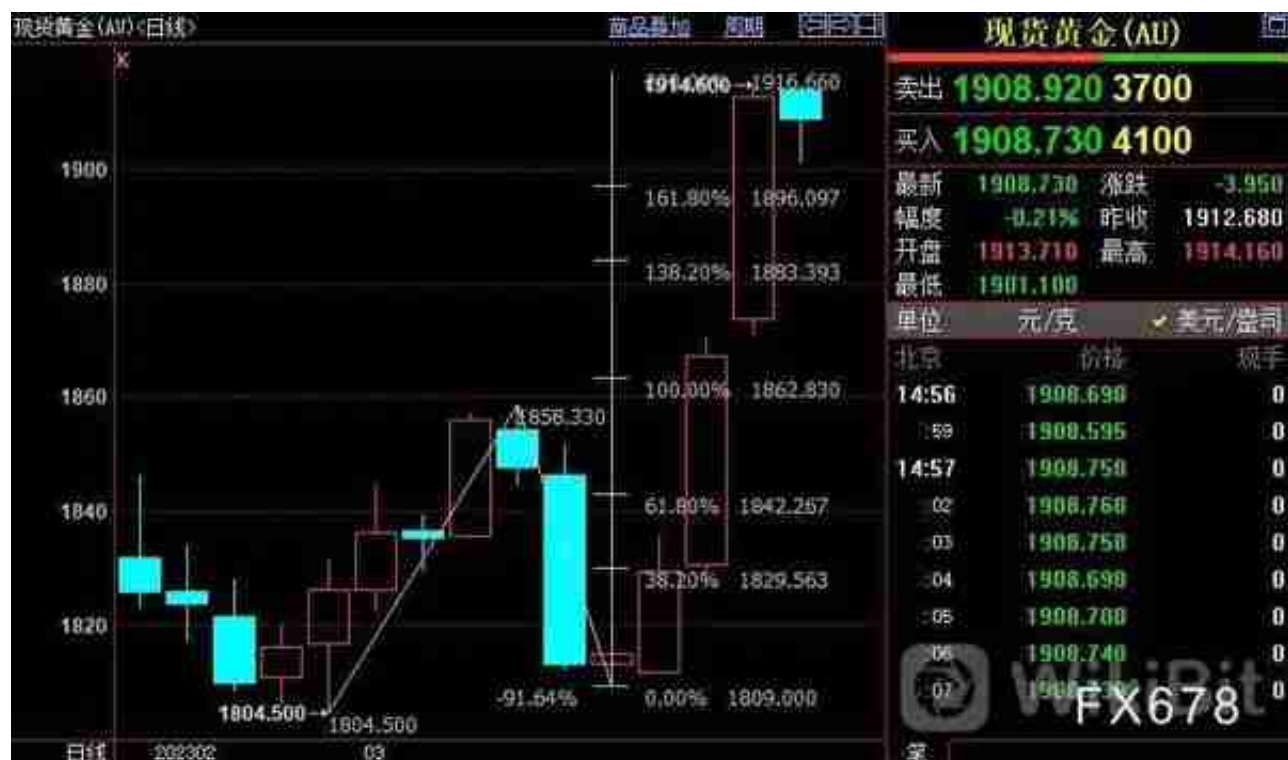 现货黄金(AU)<日线>
商品叠加 周期
现货黄金(AU)
K
1914.600→1916.660
卖出 1908.920 3700
买入 1908.730 4100
1900
161.80% 1896.097
最新 1908.730 涨跌 -3.950
幅度 -0.21% 昨收 1912.680
开盘 1913.710 最高 1914.160
1880
138.20% 1883.393
最低 1901.100
单位 元/克 ✓美元/盎司
北京 价格 现手
1860
100.00% 1862.830
14:56 1908.690 0
1858.330
:59 1908.595 0
14:57 1908.750 0
1840
61.80% 1842.267
:02 1908.760 0
:03 1908.750 0
38.20% 1829.563
:04 1908.690 0
1820
:05 1908.700 0
:06 1908.740 0
:07
0
-91.64%
0.00% 1809.000
1804.500→
1804.500
WikiBit
FX678
日线 202302 03
笔